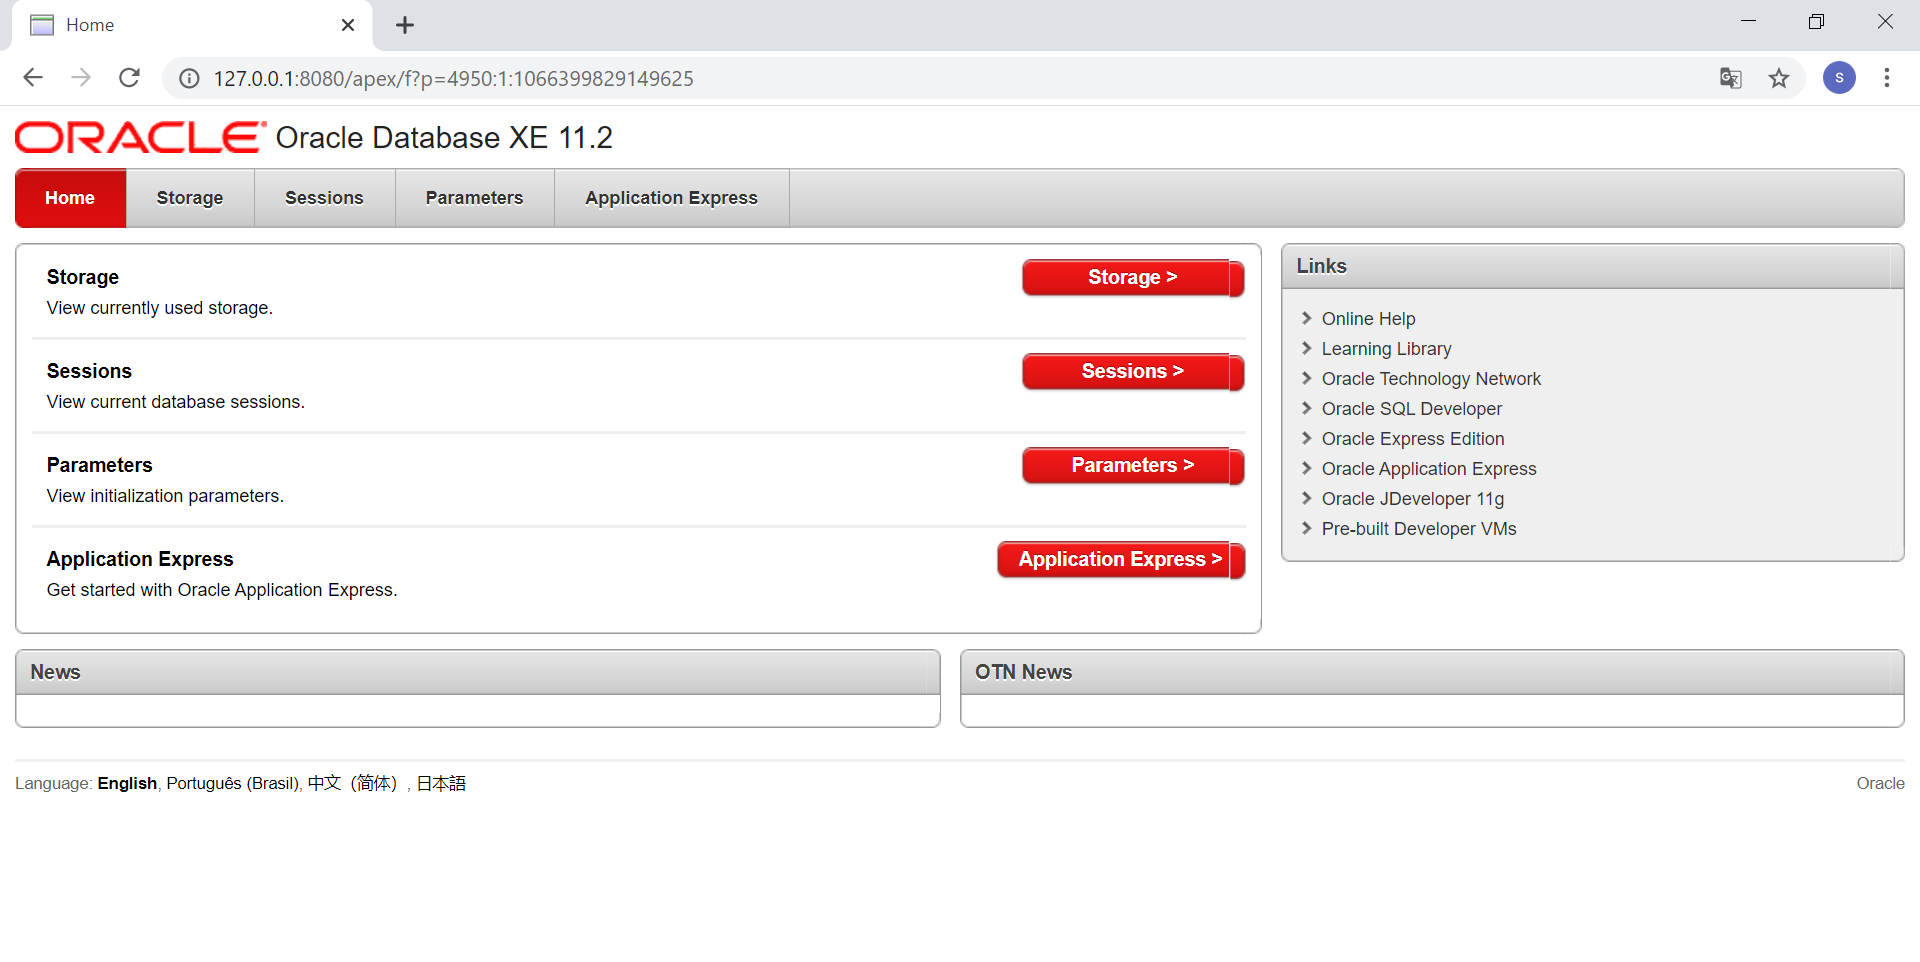 Home
127.0.0.1:8080/apex/f?p=4950:1:1066399829149625
S
ORACLE Oracle Database XE 11.2
Home Storage Sessions Parameters Application Express
Storage
View currently used storage.
Storage >
Sessions
View current database sessions.
Sessions >
Parameters
View initialization parameters.
Parameters >
Application Express
Get started with Oracle Application Express.
Application Express >
Links
Online Help
Learning Library
Oracle Technology Network
Oracle SQL Developer
Oracle Express Edition
Oracle Application Express
Oracle JDeveloper 11g
Pre-built Developer VMs
News
OTN News
Language: English, Português (Brasil), 中文（简体）, 日本語
Oracle